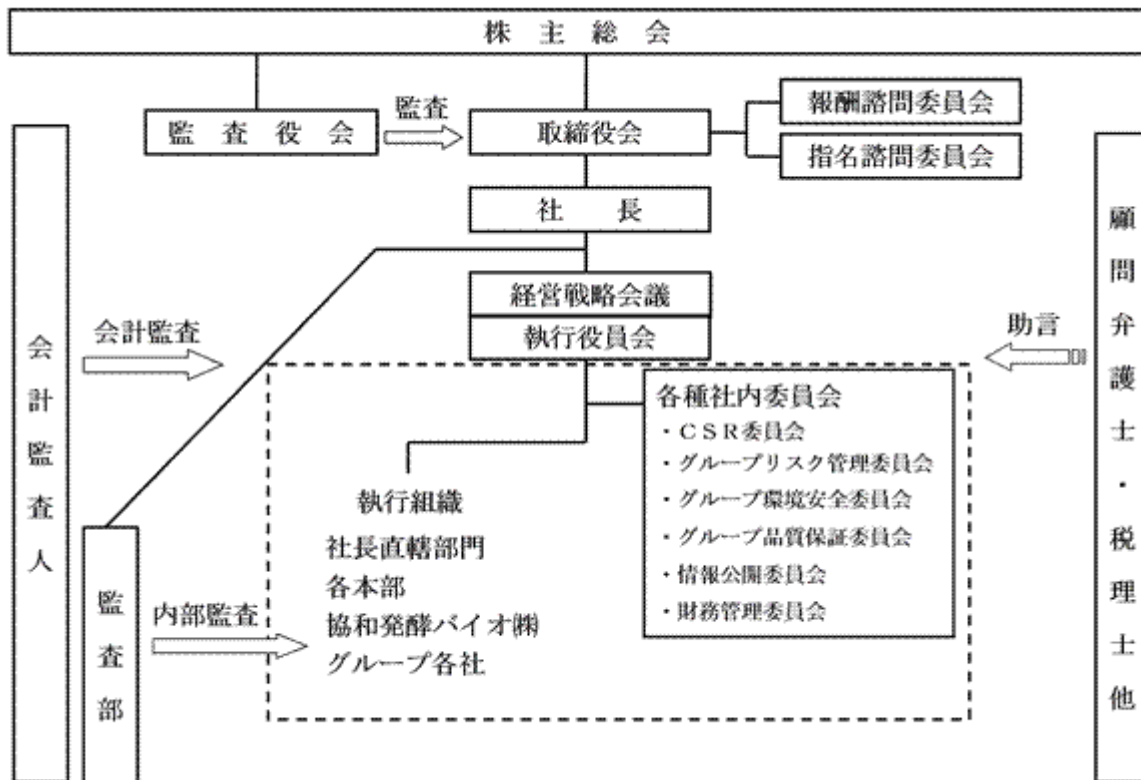 株主総会
監査役会
監査
取締役会
報酬諮問委員会
指名諮問委員会
社長
経営戦略会議
執行役員会
会計監査人
会計監査
顧問弁護士・税理士他
助言
各種社内委員会
・CSR委員会
・グループリスク管理委員会
・グループ環境安全委員会
・グループ品質保証委員会
・情報公開委員会
・財務管理委員会
執行組織
社長直轄部門
各本部
協和発酵バイオ㈱
グループ各社
監査部
内部監査